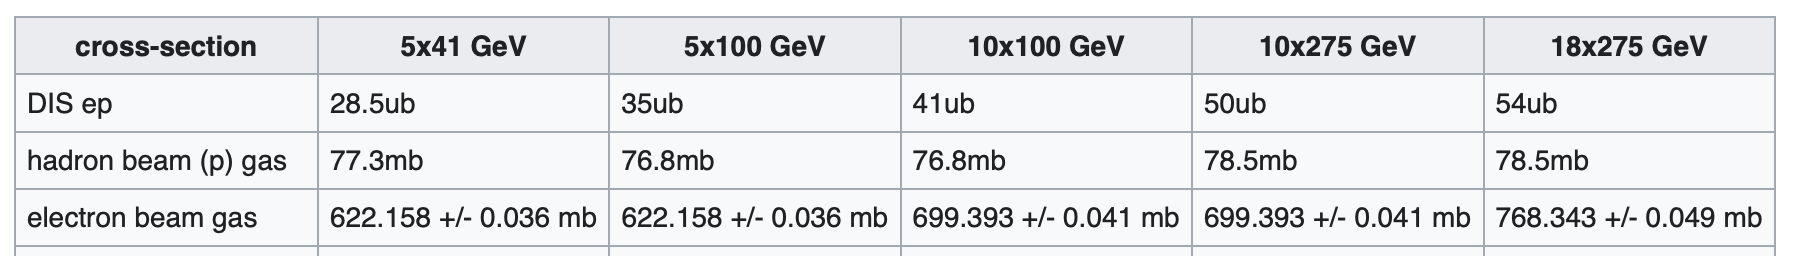 cross-section 5x41 GeV 5x100 GeV 10x100 GeV 10x275 GeV 18x275 GeV
DIS ep 28.5ub 35ub 41ub 50ub 54ub
hadron beam (p) gas 77.3mb 76.8mb 76.8mb 78.5mb 78.5mb
electron beam gas 622.158 +/- 0.036 mb 622.158 +/- 0.036 mb 699.393 +/- 0.041 mb 699.393 +/- 0.041 mb 768.343 +/- 0.049 mb